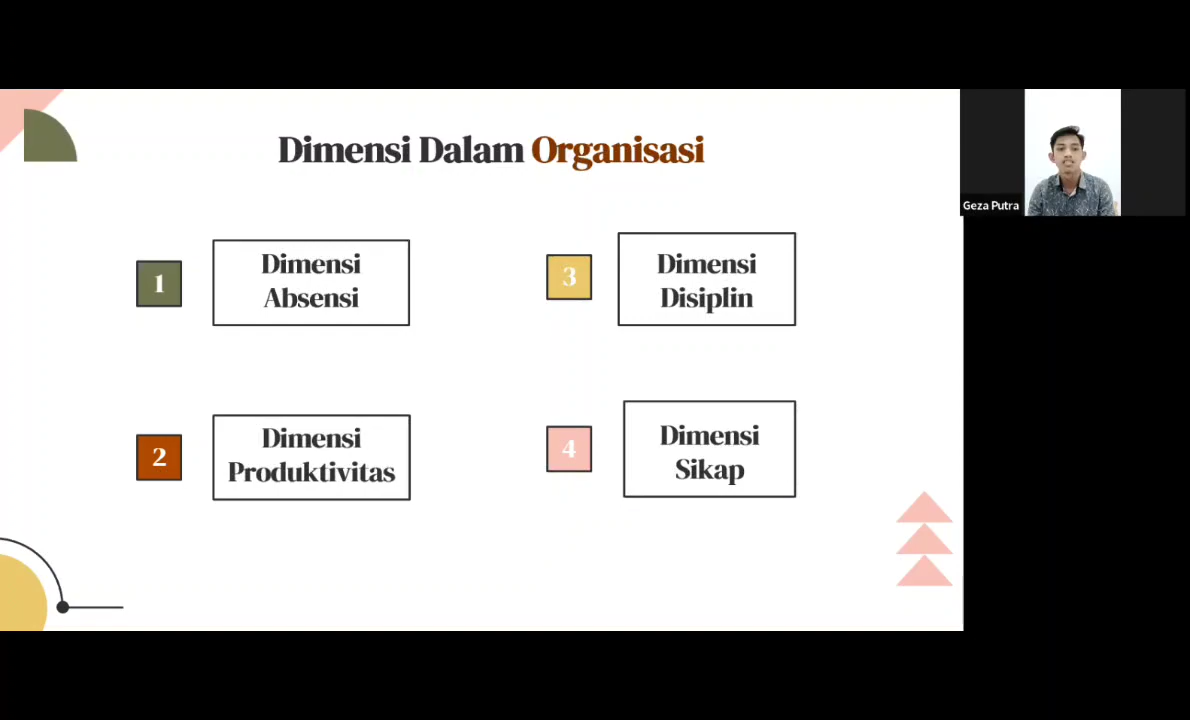 Dimensi Dalam Organisasi
Geza Putra
1
Dimensi
Absensi
2
Dimensi
Produktivitas
3
Dimensi
Disiplin
4
Dimensi
Sikap